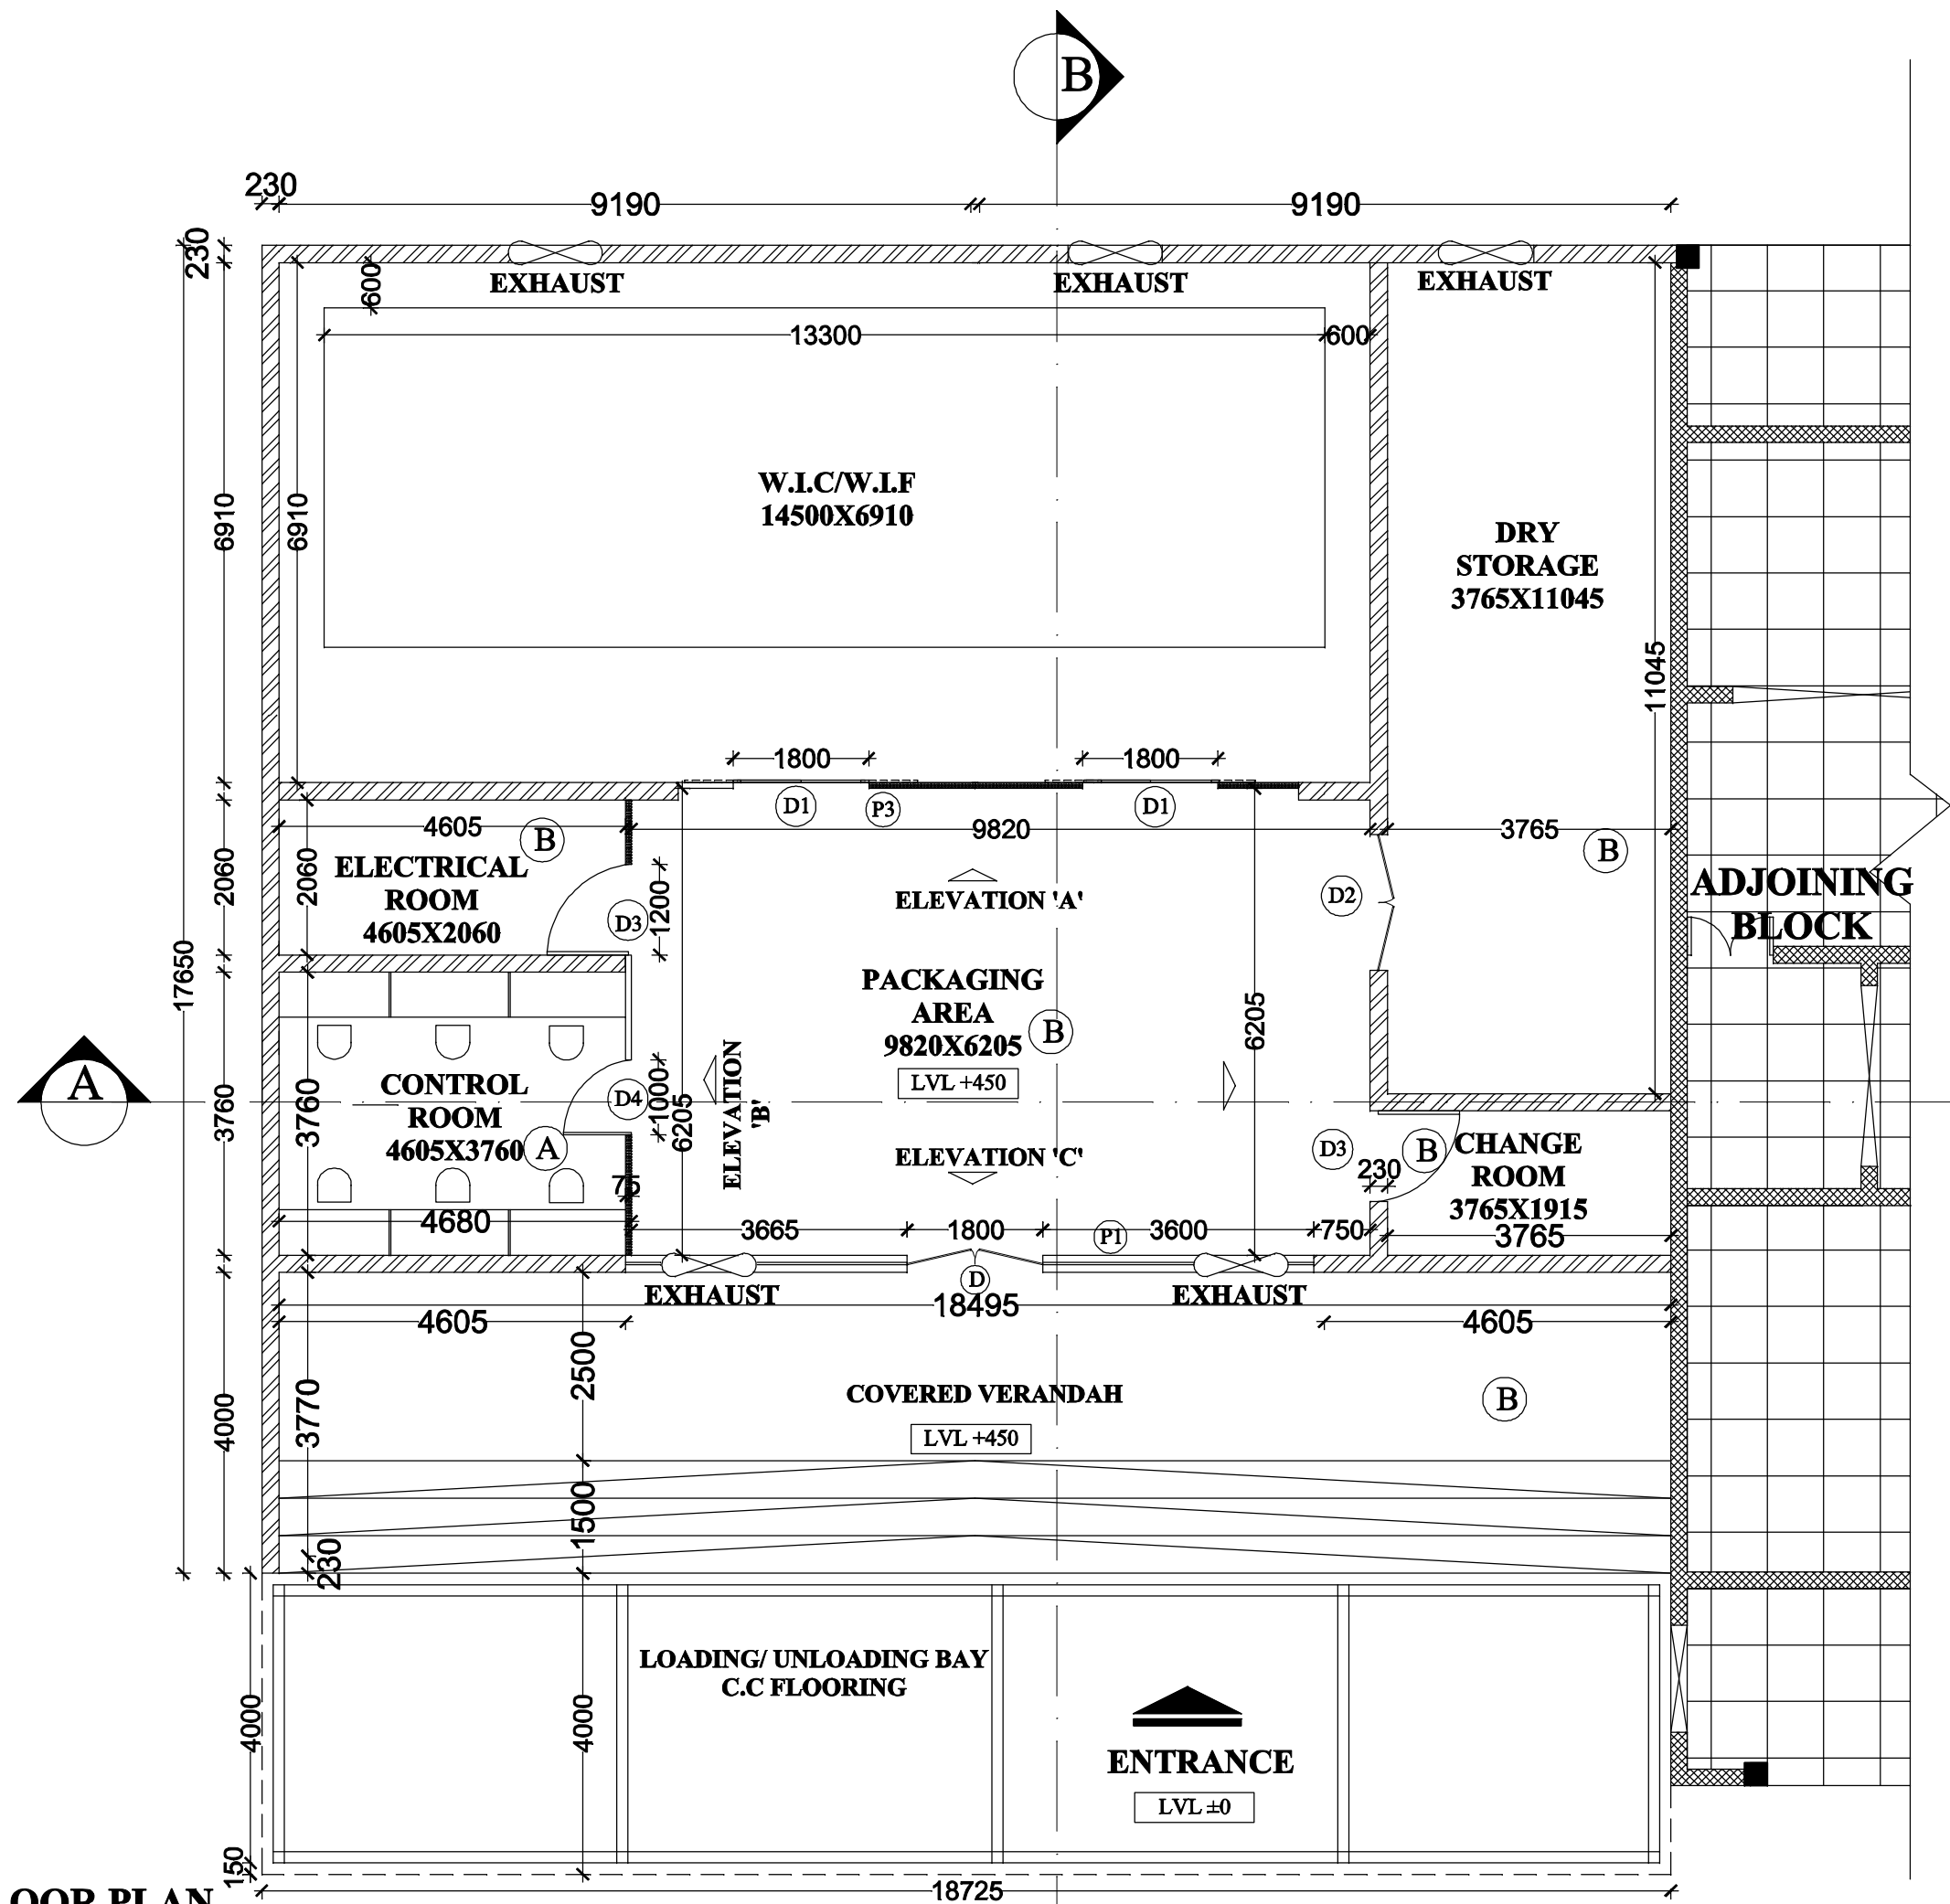 B
230
9190
9190
230
600
EXHAUST
EXHAUST
EXHAUST
13300
600
W.I.C/W.I.F
14500X6910
6910
6910
DRY
STORAGE
3765X11045
11045
1800
1800
D1
P3
D1
4605
B
9820
3765
B
ELECTRICAL
ROOM
4605X2060
2060
2060
1200
D3
ELEVATION 'A'
D2
ADJOINING
BLOCK
17650
PACKAGING
AREA
9820X6205
B
LVL +450
6205
6205
A
3760
3760
CONTROL
ROOM
4605X3760
A
D4
1000
ELEVATION
'B'
ELEVATION 'C'
D3
B
CHANGE
ROOM
3765X1915
230
75
4680
3665
1800
P1
3600
750
3765
EXHAUST
D
EXHAUST
18495
4605
4605
2500
3770
4000
COVERED VERANDAH
B
LVL +450
1500
230
LOADING/ UNLOADING BAY
C.C FLOORING
4000
4000
ENTRANCE
LVL ±0
150
18725
OOR PLAN